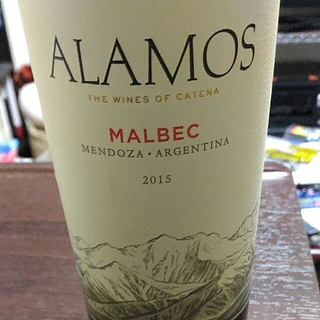 ALAMOS
THE WINES OF CATENA
MALBEC
MENDOZA • ARGENTINA
2015